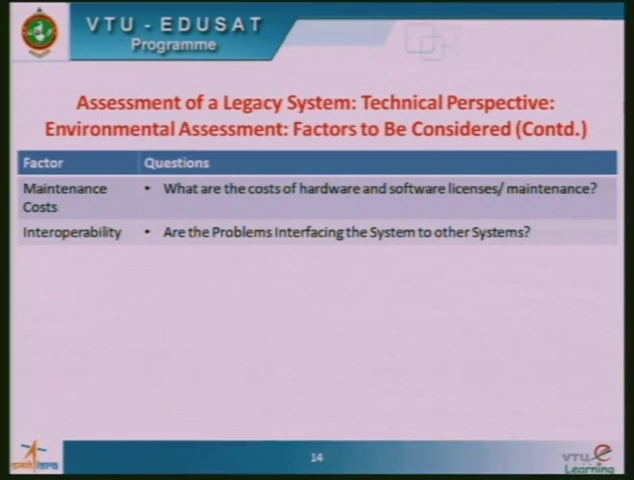 VTU - EDUSAT
Programme
Assessment of a Legacy System: Technical Perspective:
Environmental Assessment: Factors to Be Considered (Contd.)
Factor Questions
Maintenance Costs • What are the costs of hardware and software licenses/ maintenance?
Interoperability • Are the Problems Interfacing the System to other Systems?
14
VTU
Learning